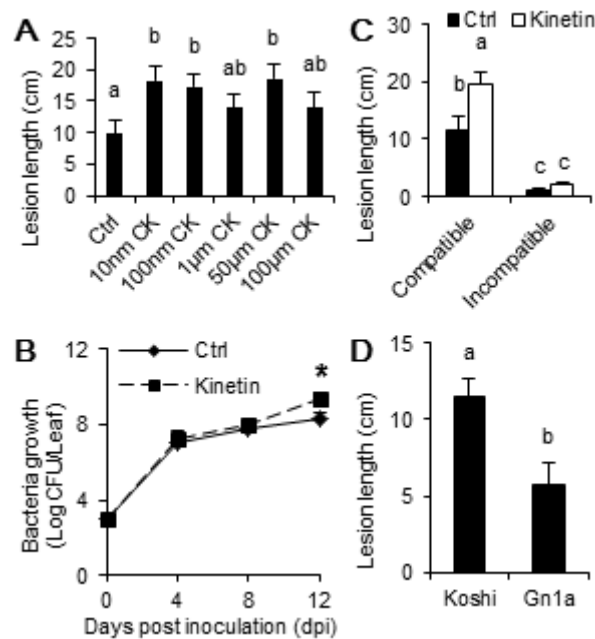 A
Lesion length (cm)
25
20
15
10
5
0
a
b
b
ab
b
ab
Ctrl
10nm CK
100nm CK
1µm CK
50µm CK
100µm CK
C
Ctrl
Kinetin
Lesion length (cm)
30
20
10
0
b
a
c
c
Compatible
Incompatible
B
Bacteria growth
(Log CFU/Leaf)
12
8
4
0
Ctrl
Kinetin
*
0
4
8
12
Days post inoculation (dpi)
D
Lesion length (cm)
15
10
5
0
a
b
Koshi
Gn1a